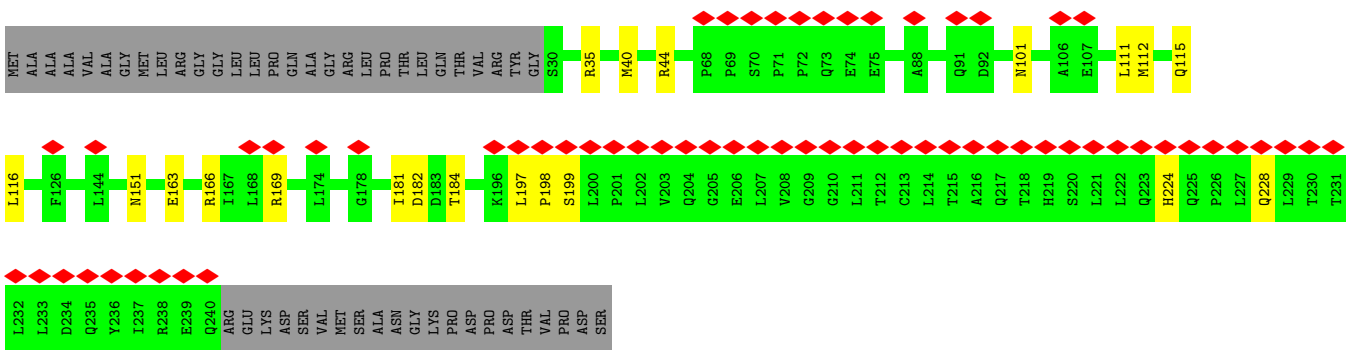 MET ALA ALA ALA VAL ALA GLY MET LEU ARG GLY GLY LEU LEU PRO GLN ALA GLY ARG LEU PRO THR LEU GLN THR VAL ARG TYR GLY S30 R35 M40 R44 P68 P69 S70 P71 P72 Q73 E74 E75 A88 Q91 D92 N101 A106 E107 L111 M112 Q115
L116 F126 L144 N151 E163 R166 I167 L168 R169 L174 G178 I181 D182 D183 T184 K196 L197 P198 S199 L200 P201 L202 V203 Q204 G205 E206 L207 V208 G209 G210 L211 T212 C213 L214 T215 A216 Q217 T218 H219 S220 L221 L222 Q223 H224 Q225 P226 L227 Q228 L229 T230 T231
L232 L233 D234 Q235 Y236 I237 R238 E239 Q240 ARG GLU LYS ASP SER VAL MET SER ALA ASN GLY LYS PRO ASP PRO ASP THR VAL PRO ASP SER